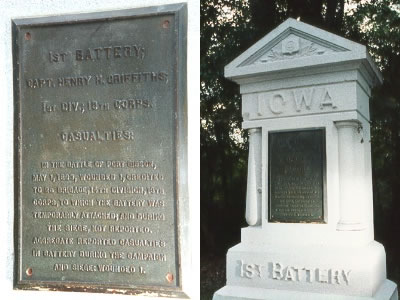 1ST BATTERY;
CAPT. HENRY H. GRIFFITHS;
1ST DIV., 13TH CORPS.
CASUALTIES:
IN THE BATTLE OF PORT GIBSON,
MAY 1, 1863, WOUNDED 1, CREDITED
TO 2D BRIGADE, 14TH DIVISION, 13TH
CORPS, TO WHICH THE BATTERY WAS
TEMPORARILY ATTACHED; AND DURING
THE SIEGE, NOT REPORTED.
AGGREGATE REPORTED CASUALTIES
IN BATTERY DURING THE CAMPAIGN
AND SIEGE: WOUNDED 1.
IOWA
1ST BATTERY